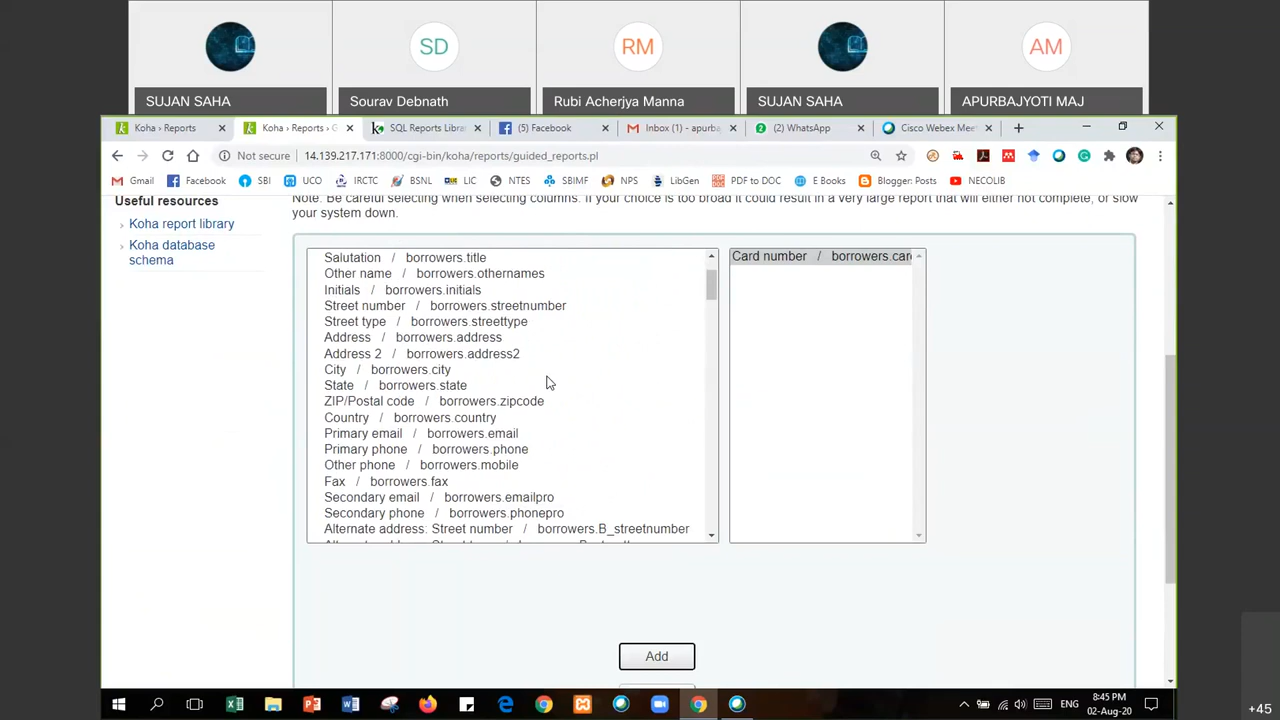 SD
RM
AM
SUJAN SAHA
Sourav Debnath
Rubi Acherjya Manna
SUJAN SAHA
APURBAJYOTI MAJ
Koha › Reports
Koha › Reports › G
SQL Reports Libra
(5) Facebook
Inbox (1) - apurba
(2) WhatsApp
Cisco Webex Mee
Not secure
14.139.217.171:8000/cgi-bin/koha/reports/guided_reports.pl
Gmail
Facebook
SBI
UCO
IRCTC
BSNL
LIC
NTES
SBIMF
NPS
LibGen
PDF to DOC
E Books
Blogger: Posts
NECOLIB
Useful resources
Koha report library
Koha database
schema
Note: Be careful selecting when selecting columns. If your choice is too broad it could result in a very large report that will either not complete, or slow
your system down.
Salutation / borrowers.title
Other name / borrowers.othernames
Initials / borrowers.initials
Street number / borrowers.streetnumber
Street type / borrowers.streettype
Address / borrowers.address
Address 2 / borrowers.address2
City / borrowers.city
State / borrowers.state
ZIP/Postal code / borrowers.zipcode
Country / borrowers.country
Primary email / borrowers.email
Primary phone / borrowers.phone
Other phone / borrowers.mobile
Fax / borrowers.fax
Secondary email / borrowers.emailpro
Secondary phone / borrowers.phonepro
Alternate address: Street number / borrowers.B_streetnumber
Card number / borrowers.card
Add
ENG
8:45 PM
02-Aug-20
+45